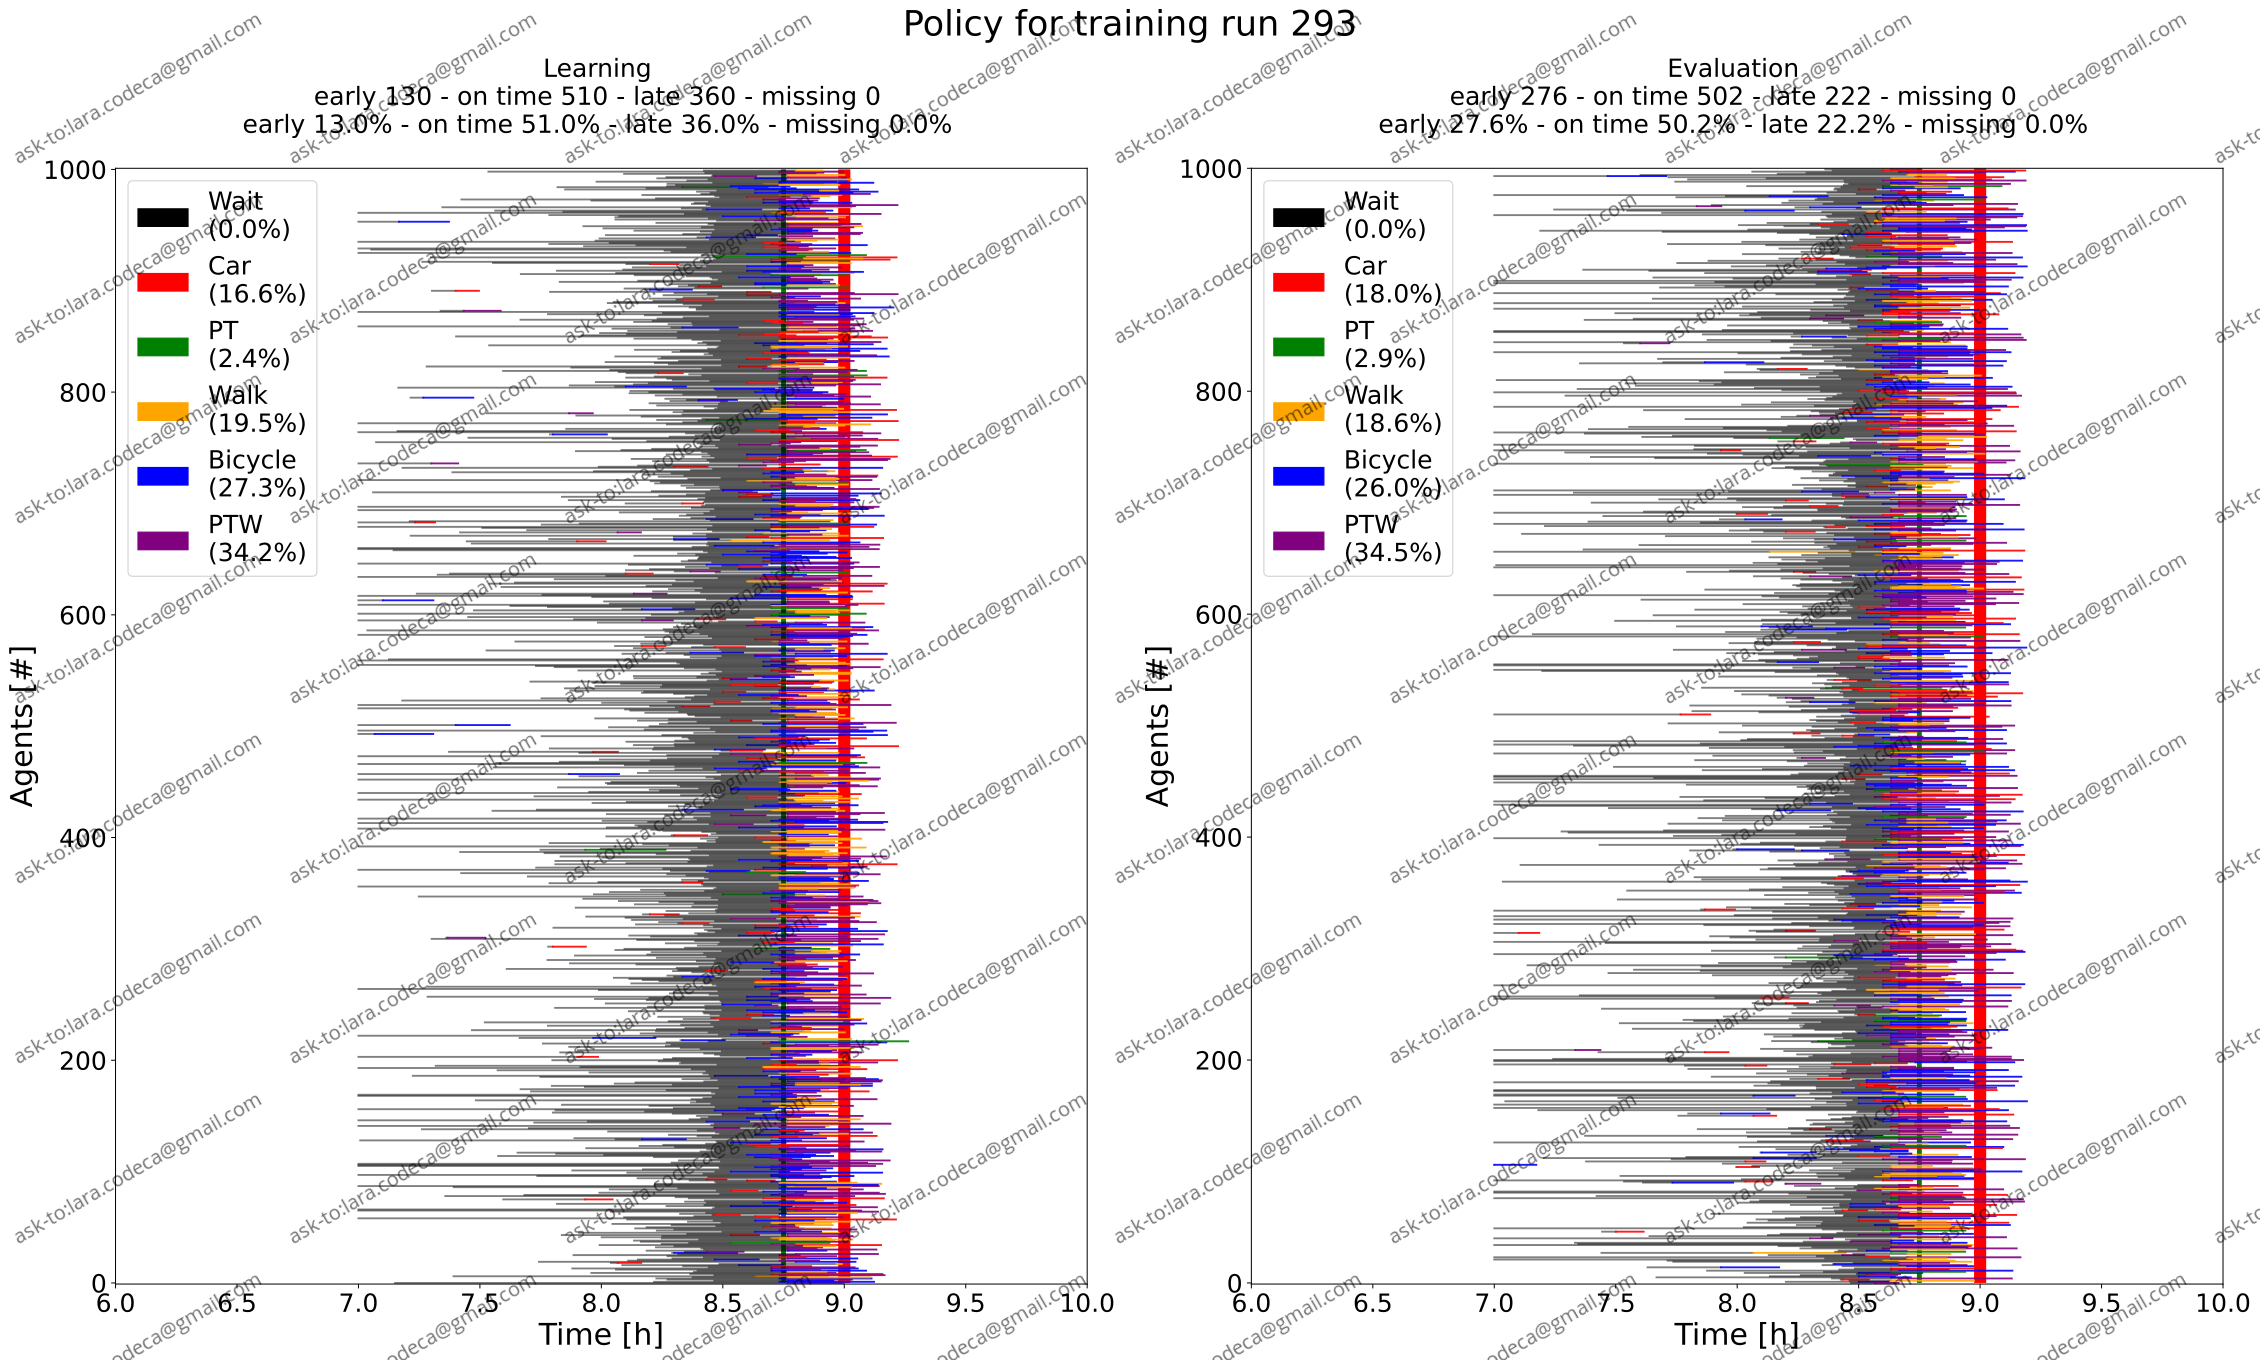 Policy for training run 293
Learning
early 130 - on time 510 - late 360 - missing 0
early 13.0% - on time 51.0% - late 36.0% - missing 0.0%
1000
800
600
400
200
0
Agents [#]
Wait
(0.0%)
Car
(16.6%)
PT
(2.4%)
Walk
(19.5%)
Bicycle
(27.3%)
PTW
(34.2%)
6.0 6.5 7.0 7.5 8.0 8.5 9.0 9.5 10.0
Time [h]
Evaluation
early 276 - on time 502 - late 222 - missing 0
early 27.6% - on time 50.2% - late 22.2% - missing 0.0%
1000
800
600
400
200
0
Agents [#]
Wait
(0.0%)
Car
(18.0%)
PT
(2.9%)
Walk
(18.6%)
Bicycle
(26.0%)
PTW
(34.5%)
6.0 6.5 7.0 7.5 8.0 8.5 9.0 9.5 10.0
Time [h]
ask-to:lara.codeca@gmail.com